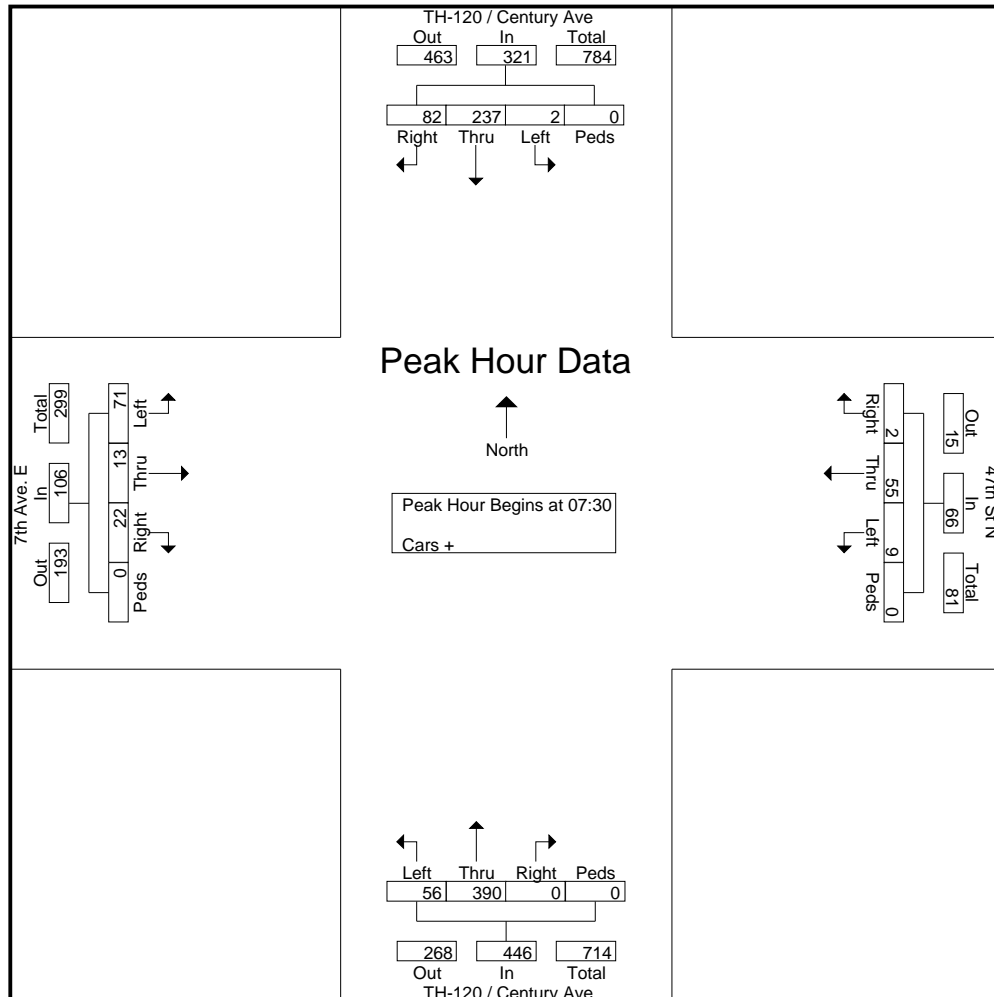 TH-120 / Century Ave
Out In Total
463 321 784
82 237 2 0
Right Thru Left Peds
Peak Hour Data
North
Peak Hour Begins at 07:30
Cars +
7th Ave. E
Total In Out
299 106 193
71 13 22 0
Left Thru Right Peds
Right Thru Left Peds
2 55 9 0
Out In Total
15 66 81
47th St N
Left Thru Right Peds
56 390 0 0
268 446 714
Out In Total
TH-120 / Century Ave